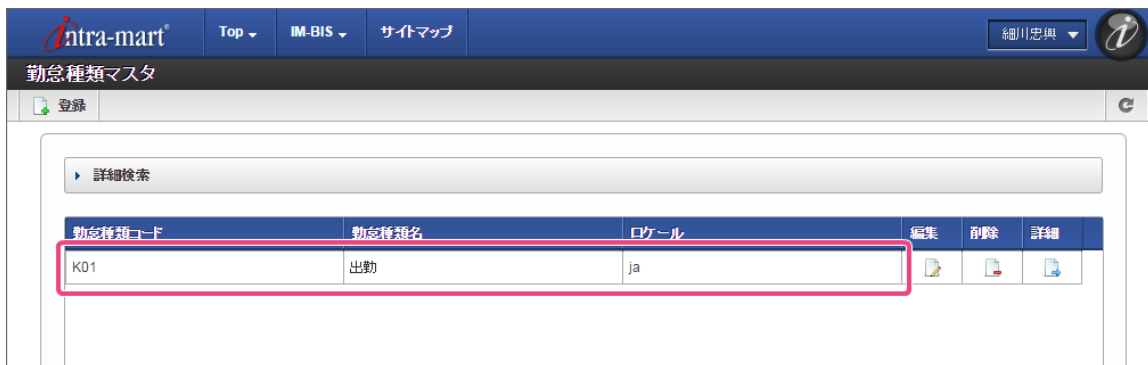 intra-mart® Top IM-BIS サイトマップ 細川忠興
勤怠種類マスタ
登録
詳細検索
勤怠種類コード 勤怠種類名 ロケール 編集 削除 詳細
K01 出勤 ja